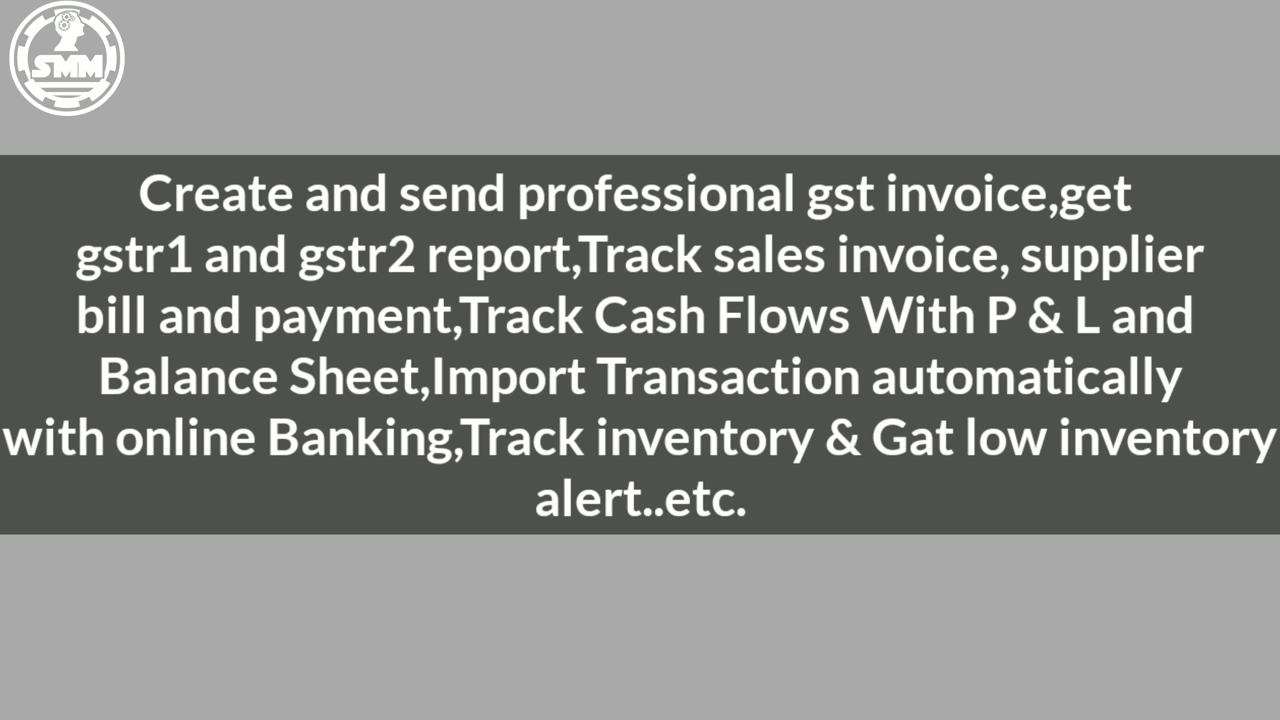 SMM
Create and send professional gst invoice,get
gstr1 and gstr2 report,Track sales invoice, supplier
bill and payment,Track Cash Flows With P & L and
Balance Sheet,Import Transaction automatically
with online Banking,Track inventory & Gat low inventory
alert..etc.